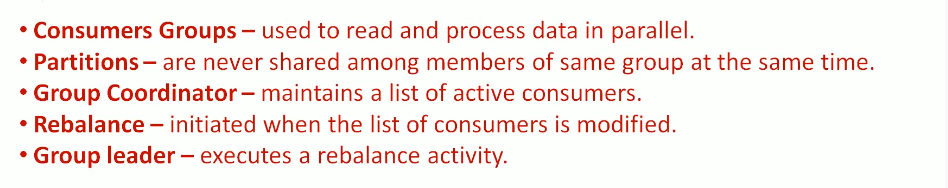 • Consumers Groups – used to read and process data in parallel.
• Partitions – are never shared among members of same group at the same time.
• Group Coordinator – maintains a list of active consumers.
• Rebalance – initiated when the list of consumers is modified.
• Group leader – executes a rebalance activity.